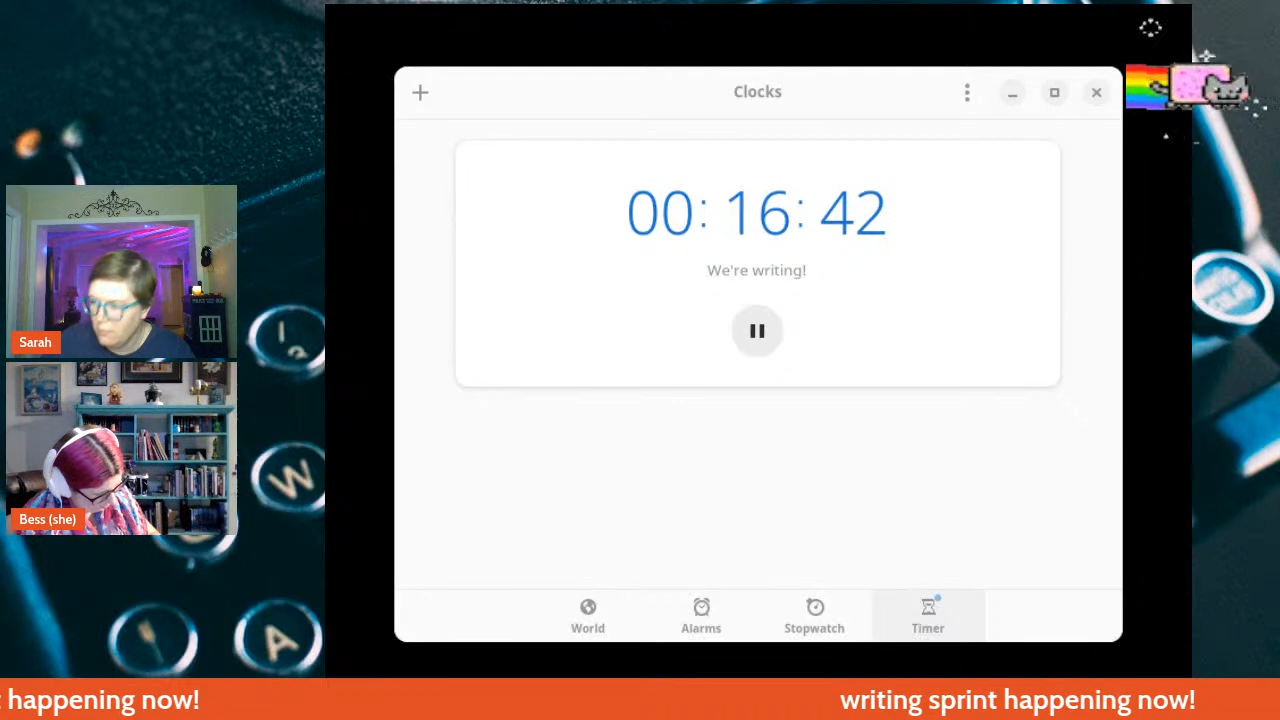 Clocks
00:16:42
We're writing!
Sarah
Bess (she)
I
W
A
World
Alarms
Stopwatch
Timer
t happening now!
writing sprint happening now!